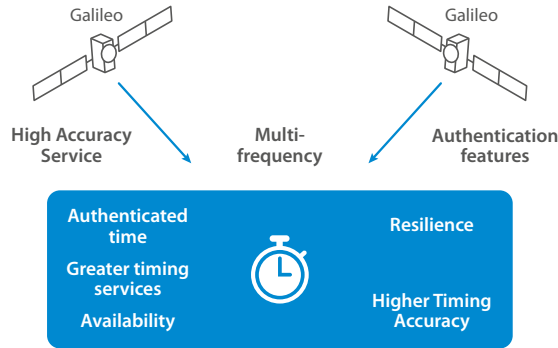 Galileo
Galileo
High Accuracy
Service
Multi-
frequency
Authentication
features
Authenticated
time
Greater timing
services
Availability
Resilience
Higher Timing
Accuracy